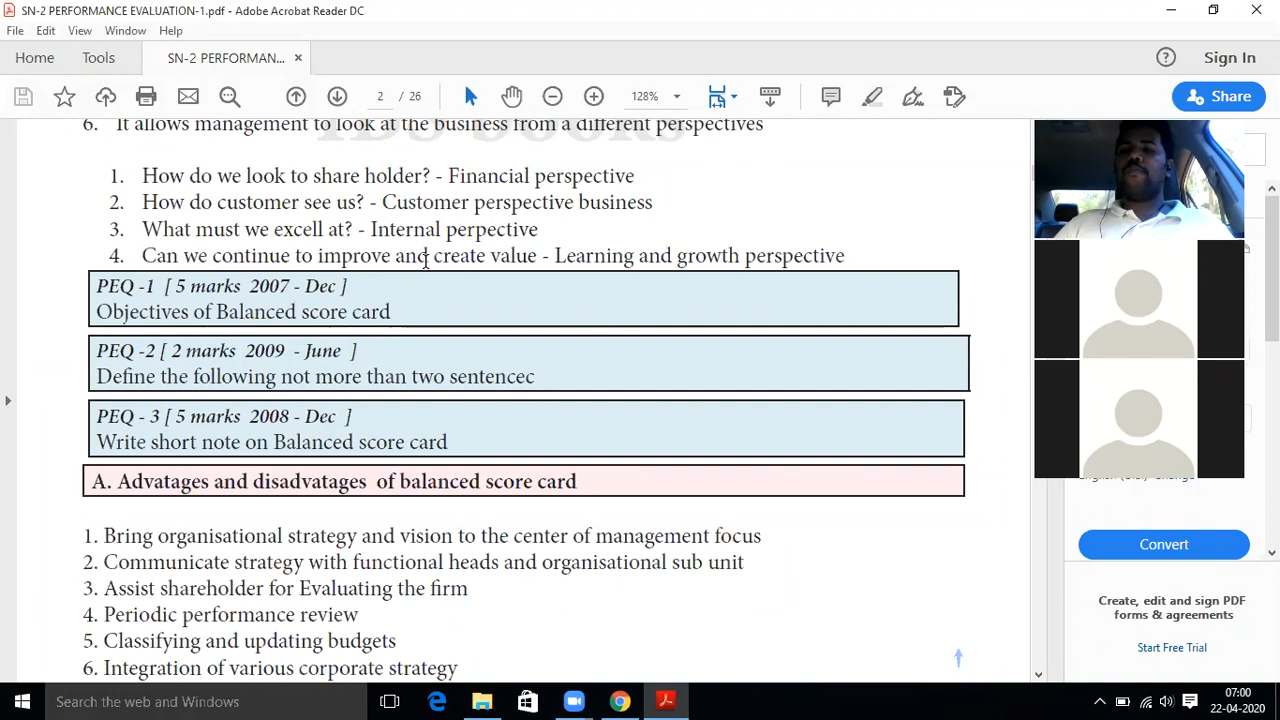 SN-2 PERFORMANCE EVALUATION-1.pdf - Adobe Acrobat Reader DC
File Edit View Window Help
Home Tools SN-2 PERFORMAN... × Sign In
2 / 26 128% Share
6. It allows management to look at the business from a different perspectives
1. How do we look to share holder? - Financial perspective
2. How do customer see us? - Customer perspective business
3. What must we excell at? - Internal perpective
4. Can we continue to improve and create value - Learning and growth perspective
PEQ -1 [ 5 marks 2007 - Dec ]
Objectives of Balanced score card
PEQ -2 [ 2 marks 2009 - June ]
Define the following not more than two sentencec
PEQ - 3 [ 5 marks 2008 - Dec ]
Write short note on Balanced score card
A. Advatages and disadvatages of balanced score card
1. Bring organisational strategy and vision to the center of management focus
2. Communicate strategy with functional heads and organisational sub unit
3. Assist shareholder for Evaluating the firm
4. Periodic performance review
5. Classifying and updating budgets
6. Integration of various corporate strategy
Change
Convert
Create, edit and sign PDF
forms & agreements
Start Free Trial
Search the web and Windows
07:00
22-04-2020